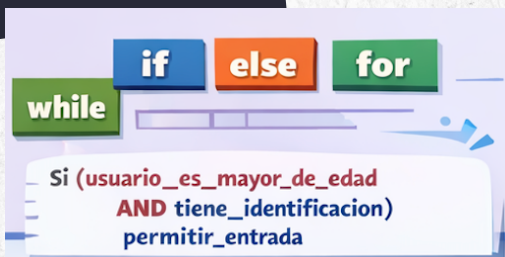 if else for
while
Si (usuario_es_mayor_de_edad
AND tiene_identificacion)
permitir_entrada